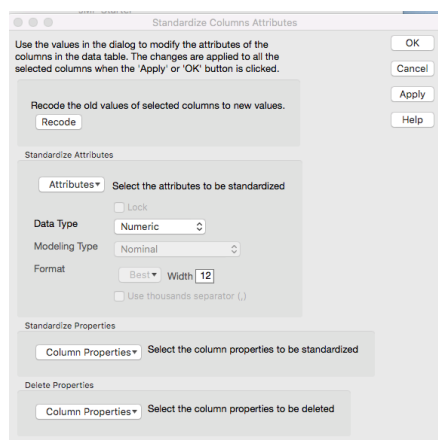 Standardize Columns Attributes
Use the values in the dialog to modify the attributes of the
columns in the data table. The changes are applied to all the
selected columns when the 'Apply' or 'OK' button is clicked.
OK
Cancel
Apply
Help
Recode the old values of selected columns to new values.
Recode
Standardize Attributes
Attributes Select the attributes to be standardized
Lock
Data Type Numeric
Modeling Type Nominal
Format Best Width 12
Use thousands separator (,)
Standardize Properties
Column Properties Select the column properties to be standardized
Delete Properties
Column Properties Select the column properties to be deleted